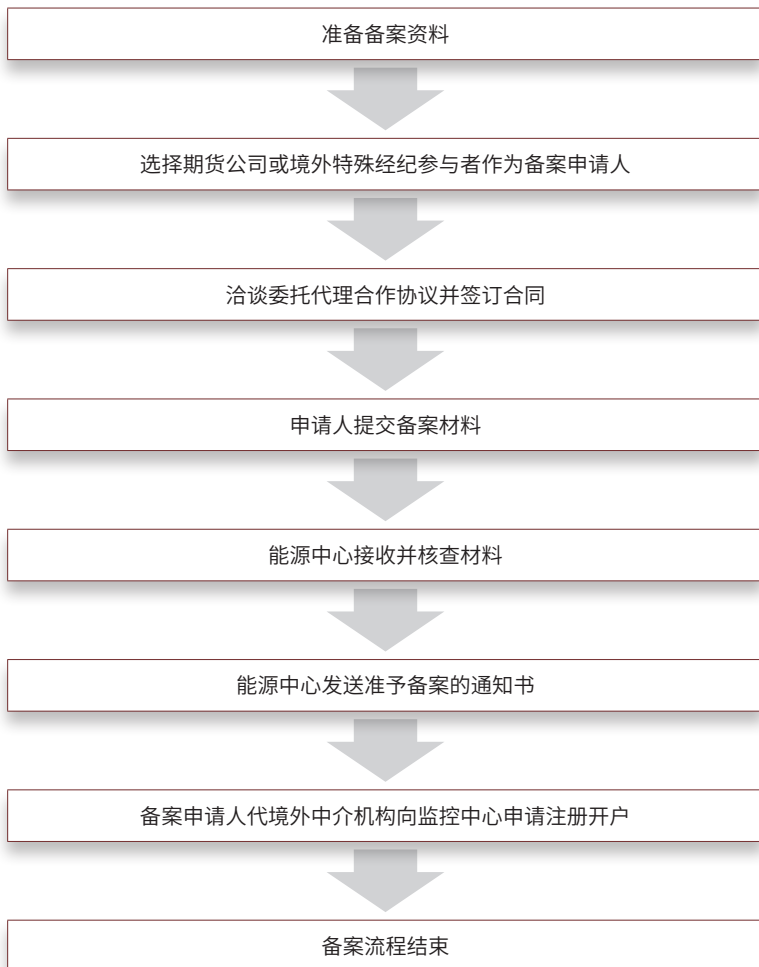 准备备案资料
选择期货公司或境外特殊经纪参与者作为备案申请人
洽谈委托代理合作协议并签订合同
申请人提交备案材料
能源中心接收并核查材料
能源中心发送准予备案的通知书
备案申请人代境外中介机构向监控中心申请注册开户
备案流程结束